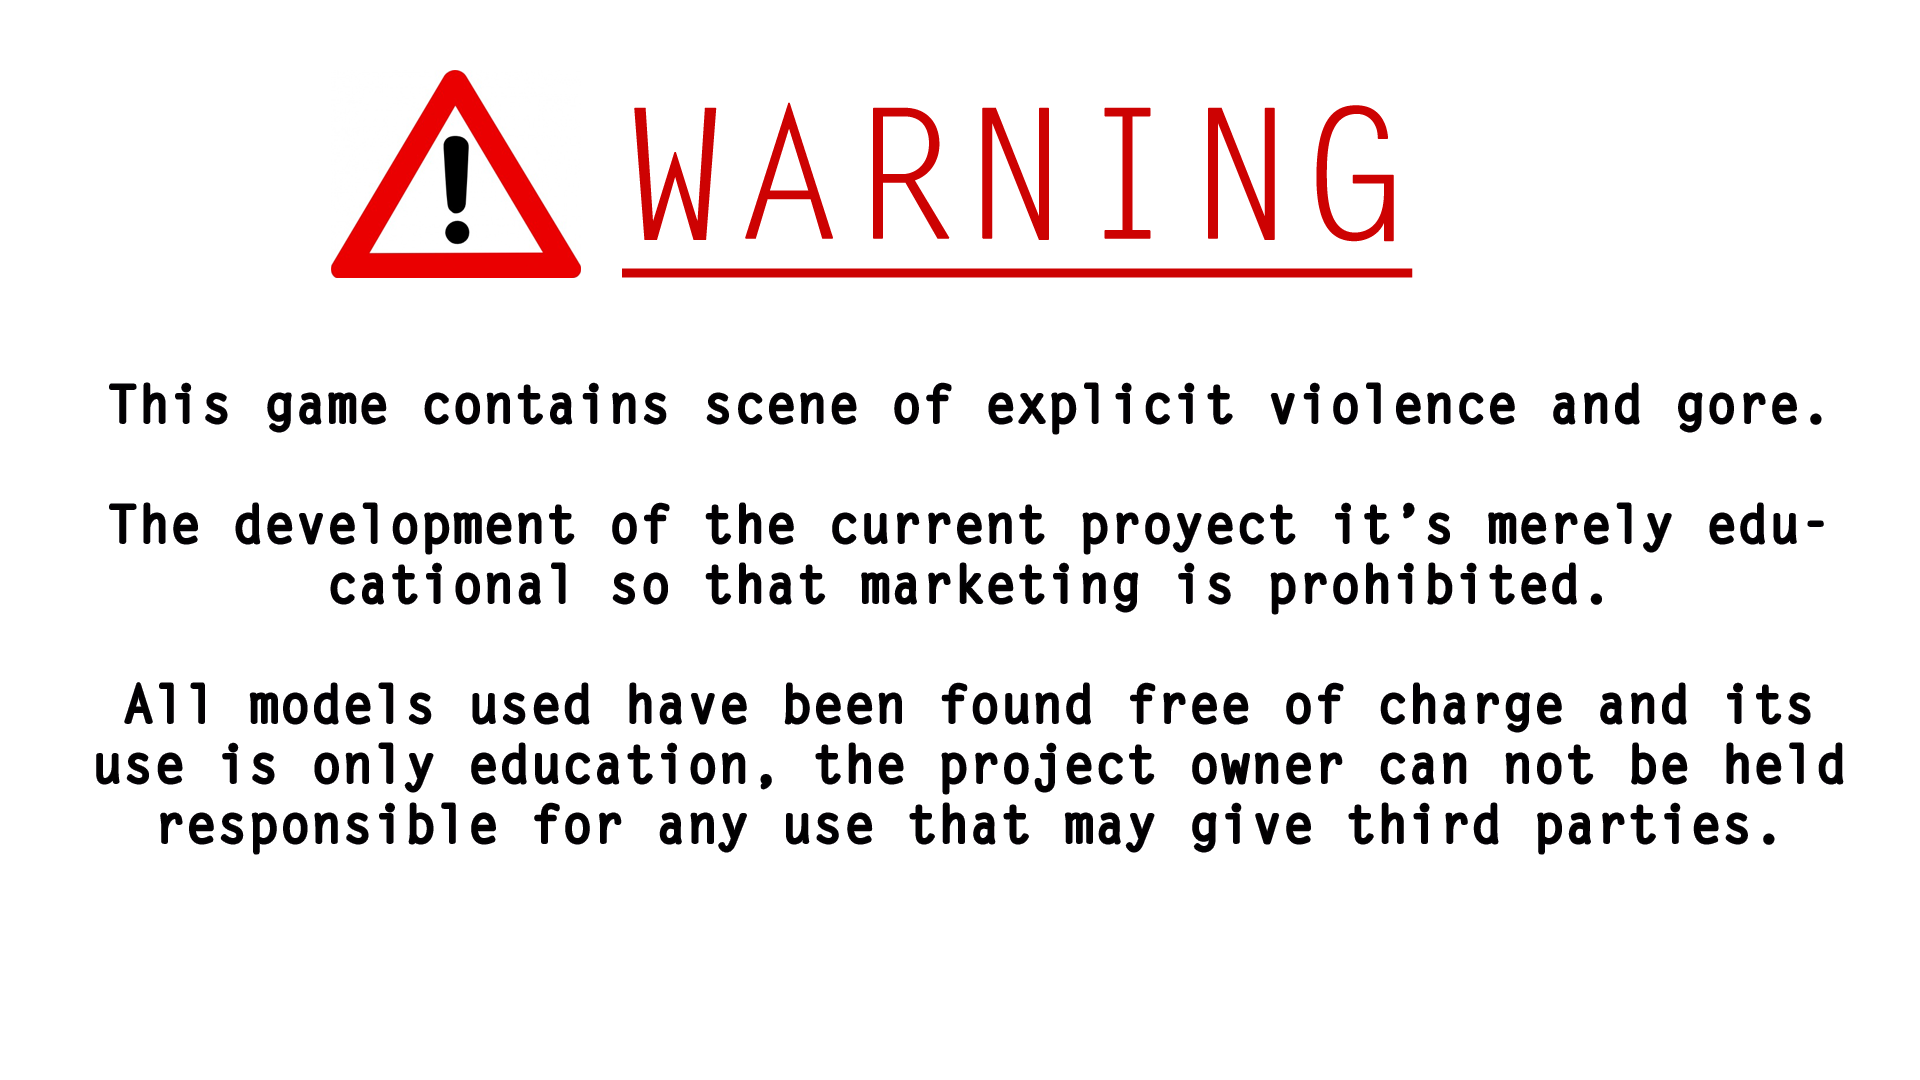 WARNING
This game contains scene of explicit violence and gore.
The development of the current proyect it’s merely edu-
cational so that marketing is prohibited.
All models used have been found free of charge and its
use is only education, the project owner can not be held
responsible for any use that may give third parties.